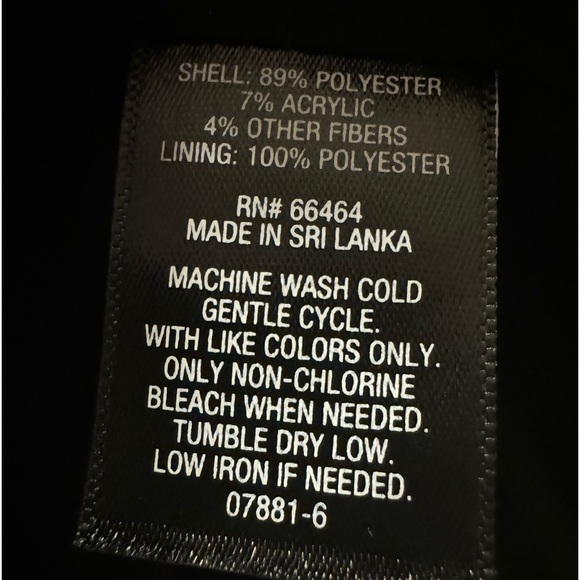 SHELL: 89% POLYESTER
7% ACRYLIC
4% OTHER FIBERS
LINING: 100% POLYESTER
RN# 66464
MADE IN SRI LANKA
MACHINE WASH COLD
GENTLE CYCLE.
WITH LIKE COLORS ONLY.
ONLY NON-CHLORINE
BLEACH WHEN NEEDED.
TUMBLE DRY LOW.
LOW IRON IF NEEDED.
07881-6